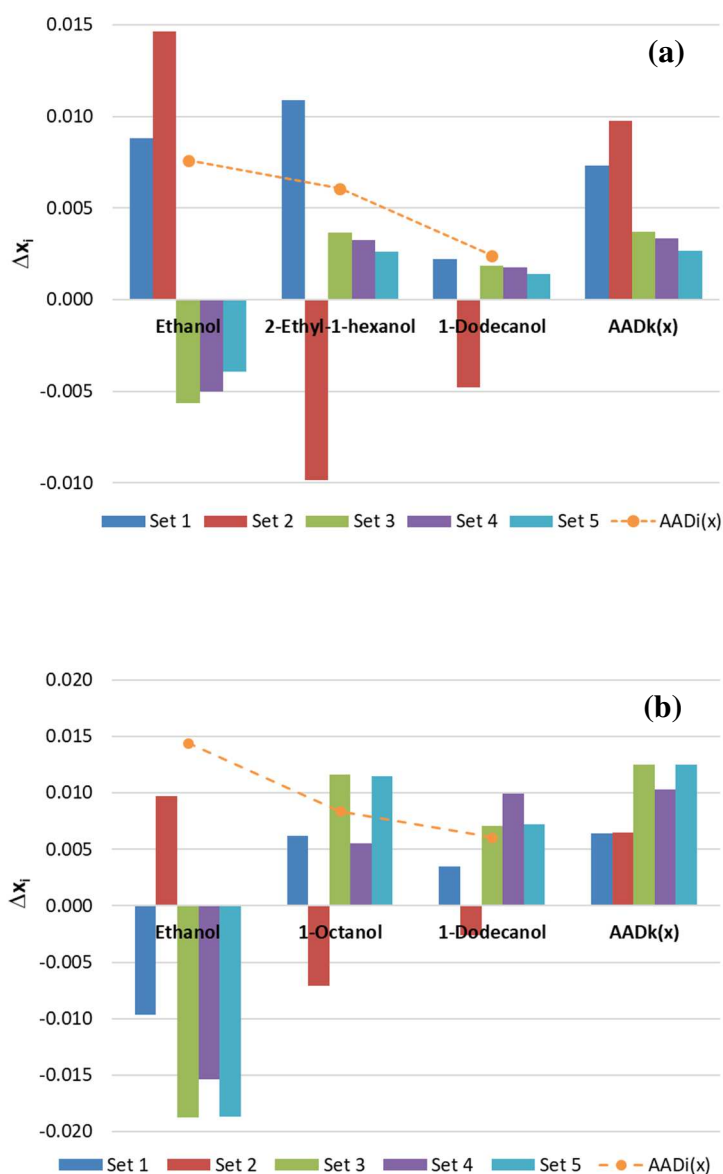 0.015
(a)
0.010
0.005
Δxi
0.000
Ethanol 2-Ethyl-1-hexanol 1-Dodecanol AADk(x)
-0.005
-0.010
Set 1 Set 2 Set 3 Set 4 Set 5 AADi(x)
0.020
(b)
0.015
0.010
0.005
Δxi
0.000
Ethanol 1-Octanol 1-Dodecanol AADk(x)
-0.005
-0.010
-0.015
-0.020
Set 1 Set 2 Set 3 Set 4 Set 5 AADi(x)